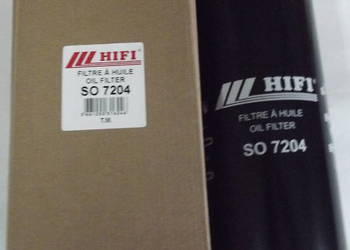 HIFI
FILTRE À HUILE
OIL FILTER
SO 7204
T.M.
HIFI
FILTRE À HUILE
OIL FILTER
SO 7204